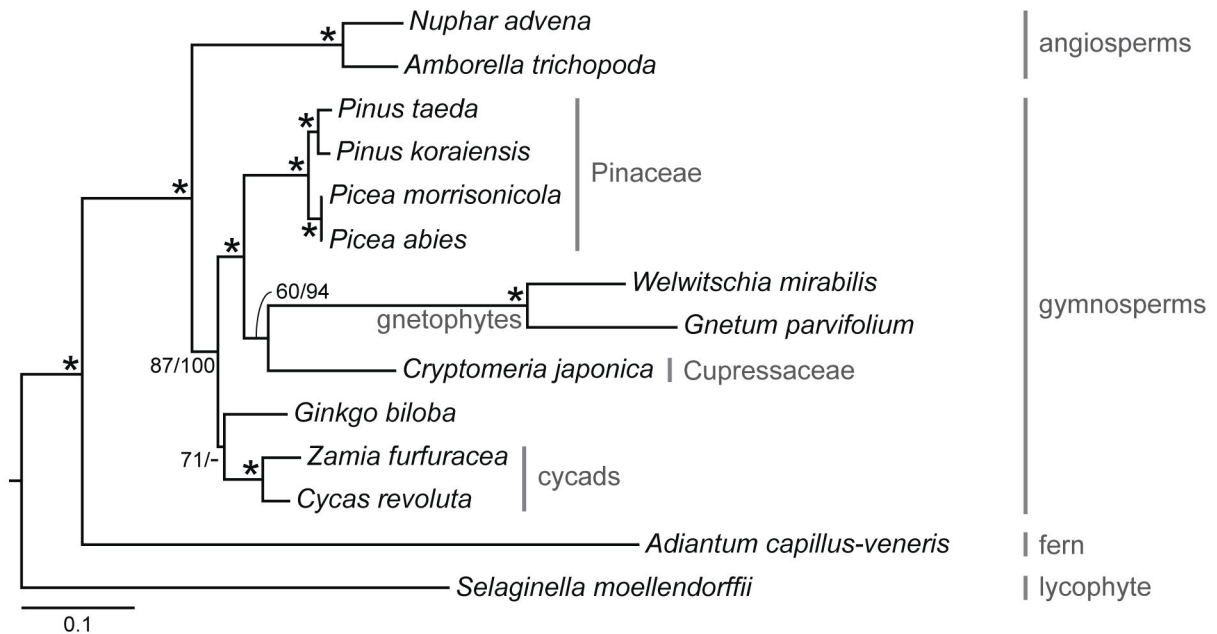 Nuphar advena
angiosperms
Amborella trichopoda
Pinus taeda
Pinus koraiensis
Pinaceae
Picea morrisonicola
Picea abies
Welwitschia mirabilis
60/94
gymnosperms
gnetophytes
Gnetum parvifolium
87/100
Cryptomeria japonica
Cupressaceae
Ginkgo biloba
71/-
Zamia furfuracea
cycads
Cycas revoluta
Adiantum capillus-veneris
fern
Selaginella moellendorffii
lycophyte
0.1